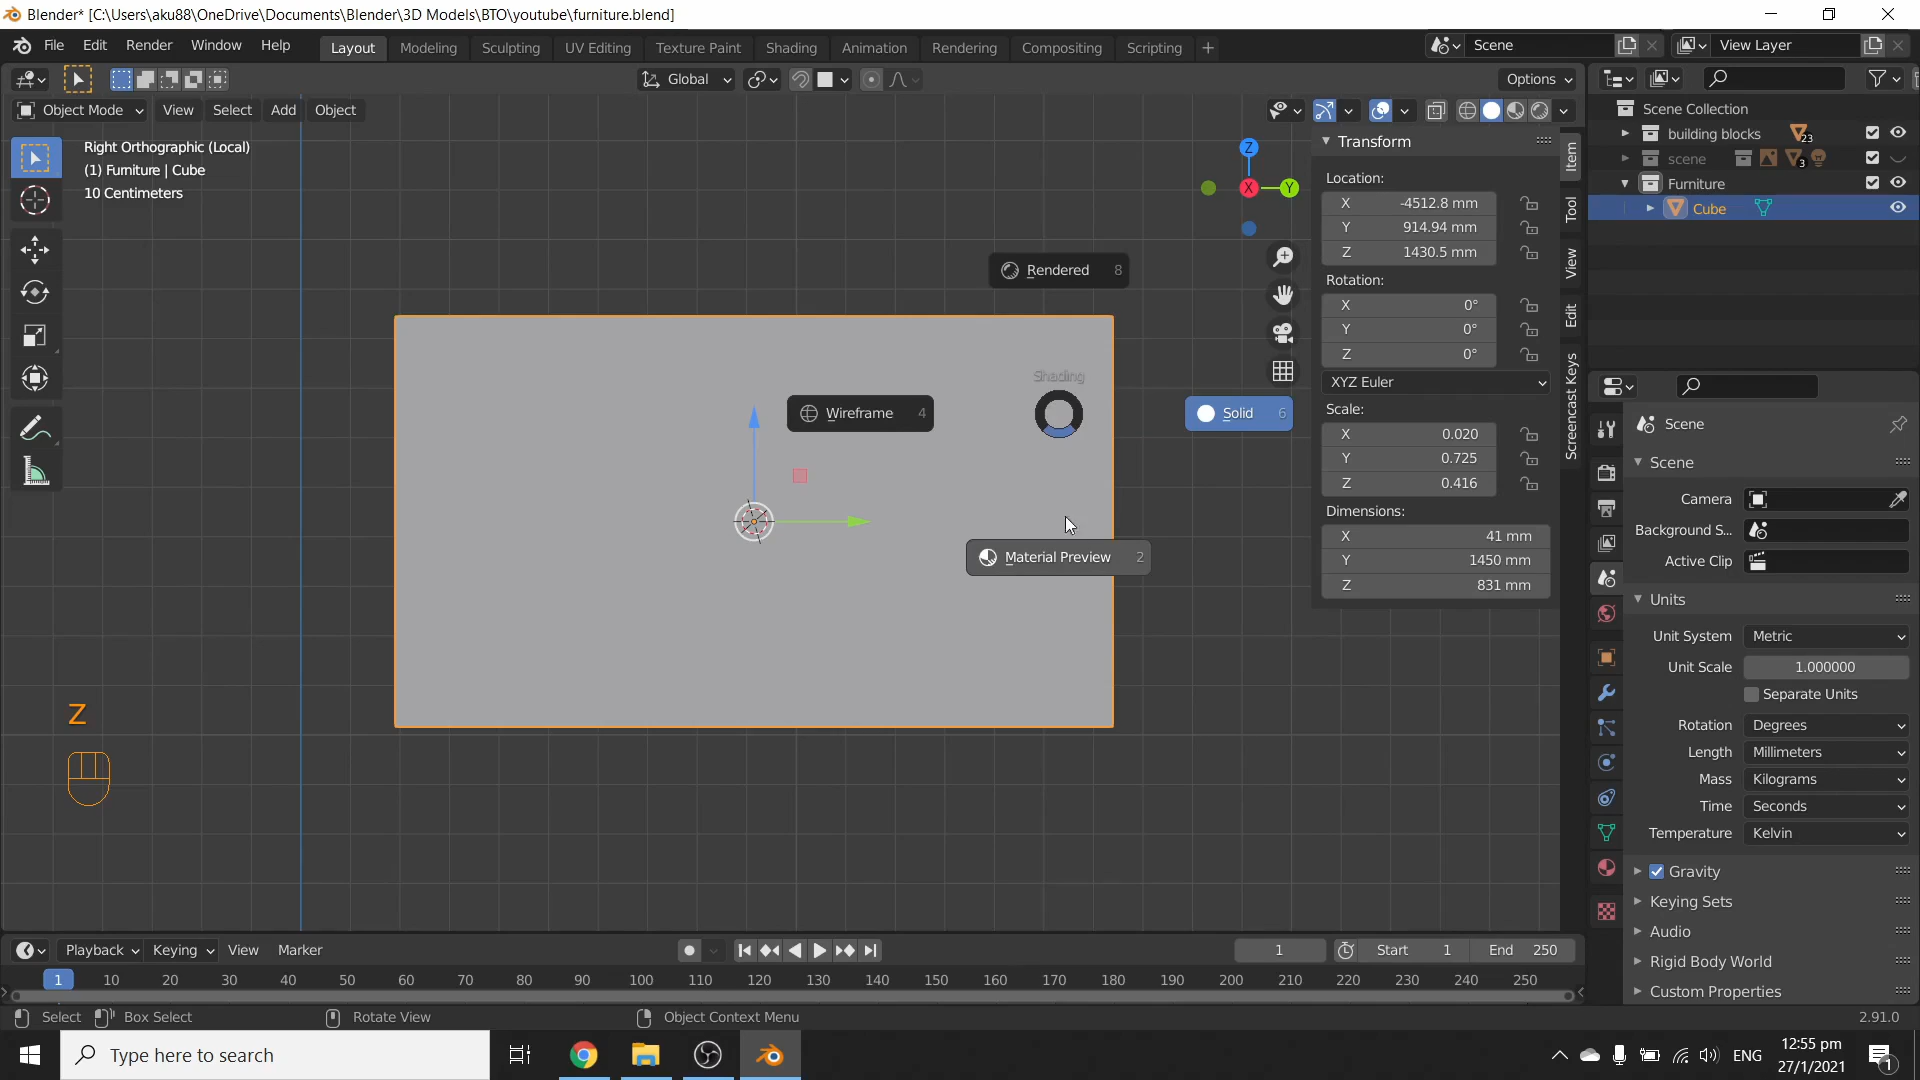 Blender* [C:\Users\aku88\OneDrive\Documents\Blender\3D Models\BTO\youtube\furniture.blend]
File Edit Render Window Help Layout Modeling Sculpting UV Editing Texture Paint Shading Animation Rendering Compositing Scripting + Scene View Layer
Global Options
Object Mode View Select Add Object
Right Orthographic (Local)
(1) Furniture | Cube
10 Centimeters
Z
X
Y
Rendered 8
Shading
Wireframe 4
Solid 6
Material Preview 2
Z
Transform
Location:
X -4512.8 mm
Y 914.94 mm
Z 1430.5 mm
Rotation:
X 0°
Y 0°
Z 0°
XYZ Euler
Scale:
X 0.020
Y 0.725
Z 0.416
Dimensions:
X 41 mm
Y 1450 mm
Z 831 mm
Item
Tool
View
Edit
Screencast Keys
Scene Collection
building blocks 23
scene 3
Furniture
Cube
Scene
Scene
Camera
Background S...
Active Clip
Units
Unit System Metric
Unit Scale 1.000000
Separate Units
Rotation Degrees
Length Millimeters
Mass Kilograms
Time Seconds
Temperature Kelvin
Gravity
Keying Sets
Audio
Rigid Body World
Custom Properties
Playback Keying View Marker 1 Start 1 End 250
1 10 20 30 40 50 60 70 80 90 100 110 120 130 140 150 160 170 180 190 200 210 220 230 240 250
Select Box Select Rotate View Object Context Menu 2.91.0
Type here to search
ENG
12:55 pm
27/1/2021
1